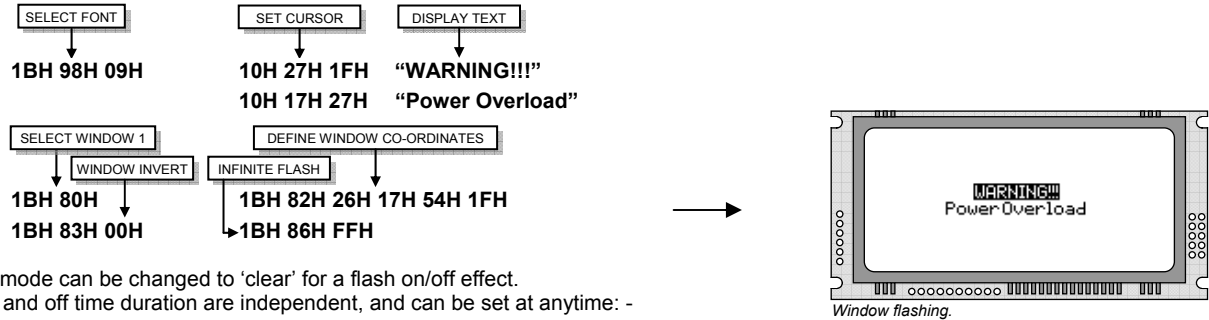 SELECT FONT SET CURSOR DISPLAY TEXT
1BH 98H 09H 10H 27H 1FH “WARNING!!!”
10H 17H 27H “Power Overload”
SELECT WINDOW 1 DEFINE WINDOW CO-ORDINATES
WINDOW INVERT INFINITE FLASH
1BH 80H 1BH 82H 26H 17H 54H 1FH
1BH 83H 00H 1BH 86H FFH
WARNING!!!
Power Overload
mode can be changed to ‘clear’ for a flash on/off effect.
and off time duration are independent, and can be set at anytime: -
Window flashing.